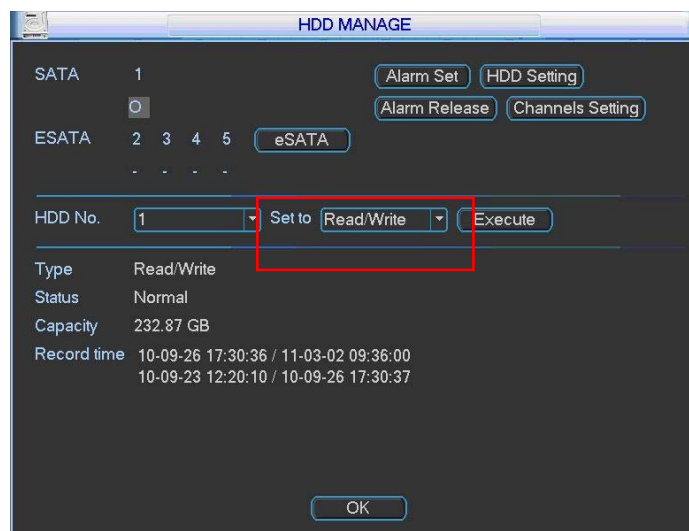 HDD MANAGE
SATA 1 Alarm Set HDD Setting
O Alarm Release Channels Setting
ESATA 2 3 4 5 eSATA
- - - -
HDD No. 1 Set to Read/Write Execute
Type Read/Write
Status Normal
Capacity 232.87 GB
Record time 10-09-26 17:30:36 / 11-03-02 09:36:00
10-09-23 12:20:10 / 10-09-26 17:30:37
OK